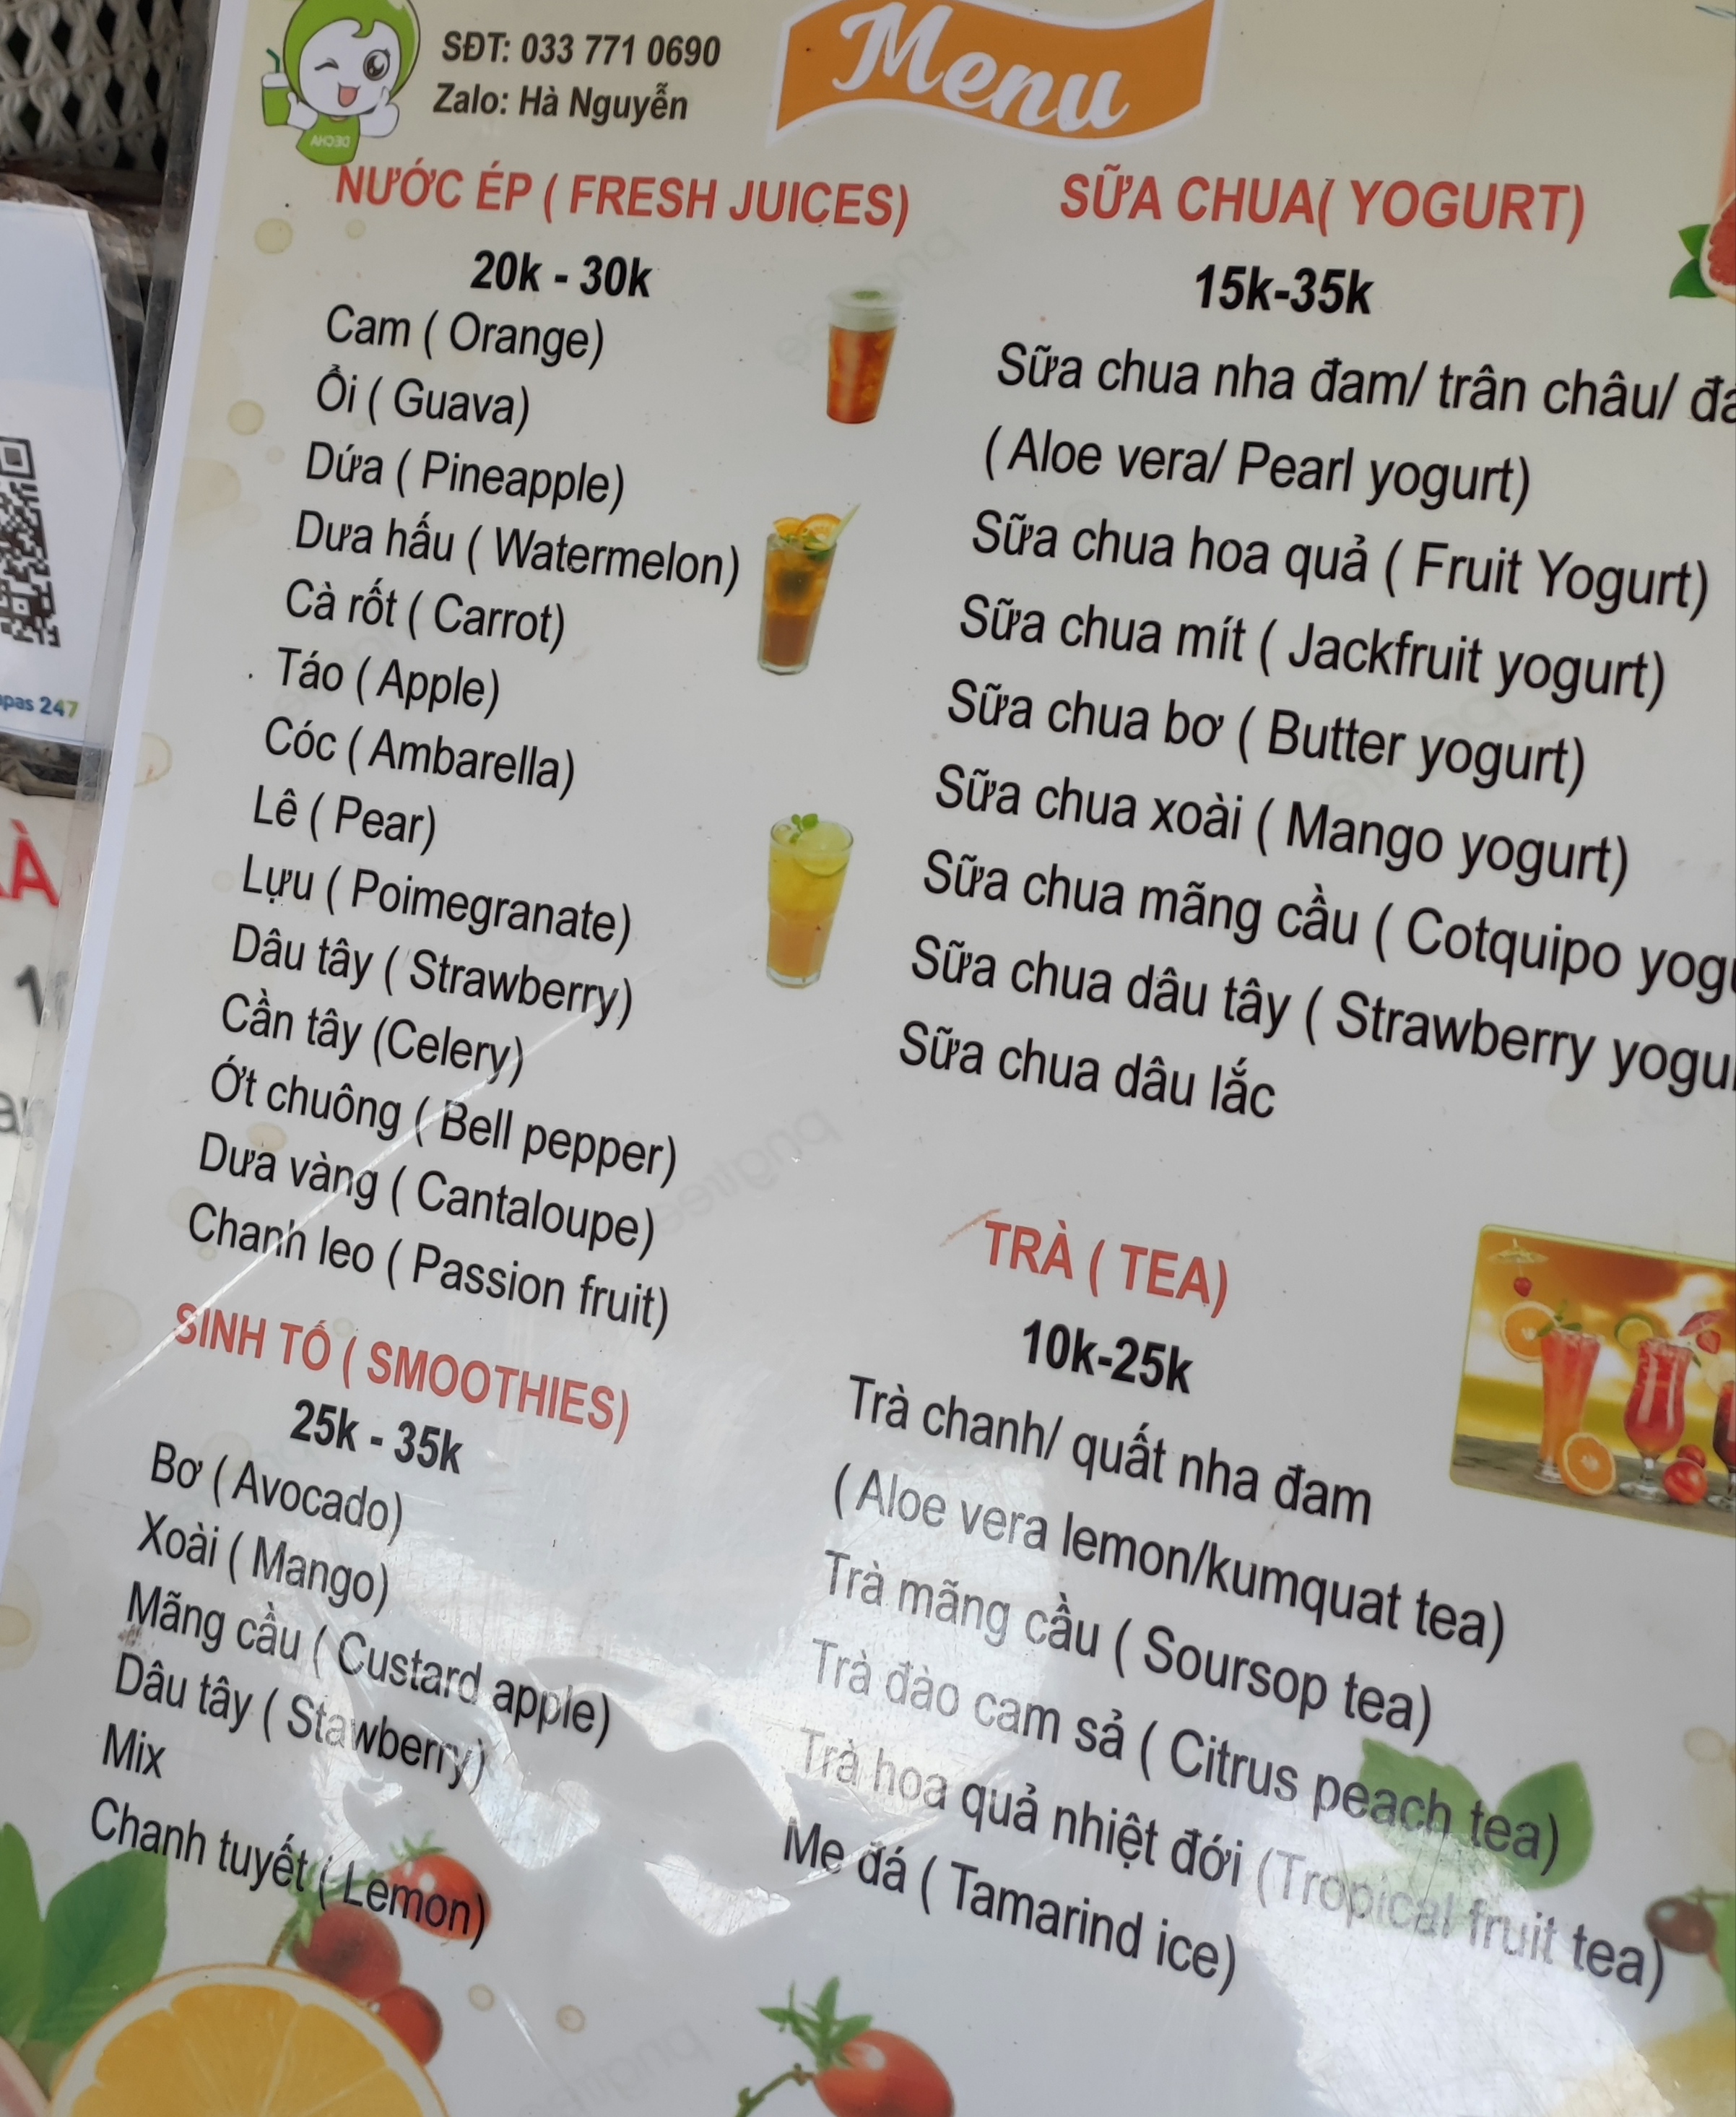 SĐT: 033 771 0690
Zalo: Hà Nguyễn
DECHA
Menu
NƯỚC ÉP ( FRESH JUICES)
20k - 30k
Cam ( Orange)
Ổi ( Guava)
Dứa ( Pineapple)
Dưa hấu ( Watermelon)
Cà rốt ( Carrot)
Táo ( Apple)
Cóc ( Ambarella)
Lê ( Pear)
Lựu ( Poimegranate)
Dâu tây ( Strawberry)
Cần tây (Celery)
Ớt chuông ( Bell pepper)
Dưa vàng ( Cantaloupe)
Chanh leo ( Passion fruit)
SINH TỐ ( SMOOTHIES)
25k - 35k
Bơ ( Avocado)
Xoài ( Mango)
Mãng cầu ( Custard apple)
Dâu tây ( Stawberry)
Mix
Chanh tuyết ( Lemon)
SỮA CHUA( YOGURT)
15k-35k
Sữa chua nha đam/ trân châu/
( Aloe vera/ Pearl yogurt)
Sữa chua hoa quả ( Fruit Yogurt)
Sữa chua mít ( Jackfruit yogurt)
Sữa chua bơ ( Butter yogurt)
Sữa chua xoài ( Mango yogurt)
Sữa chua mãng cầu ( Cotquipo yogu
Sữa chua dâu tây ( Strawberry yogur
Sữa chua dâu lắc
TRÀ ( TEA)
10k-25k
Trà chanh/ quất nha đam
( Aloe vera lemon/kumquat tea)
Trà mãng cầu ( Soursop tea)
Trà đào cam sả ( Citrus peach tea)
Trà hoa quả nhiệt đới (Tropical fruit tea)
Me đá ( Tamarind ice)
pngtree
247